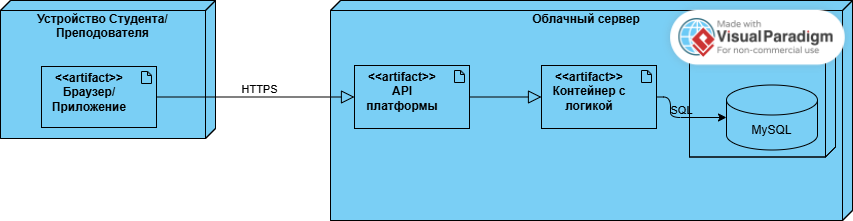 Устройство Студента/
Преподователя
<<artifact>>
Браузер/
Приложение
HTTPS
Облачный сервер
<<artifact>>
API
платформы
<<artifact>>
Контейнер с
логикой
SQL
MySQL
Made with
Visual Paradigm
For non-commercial use